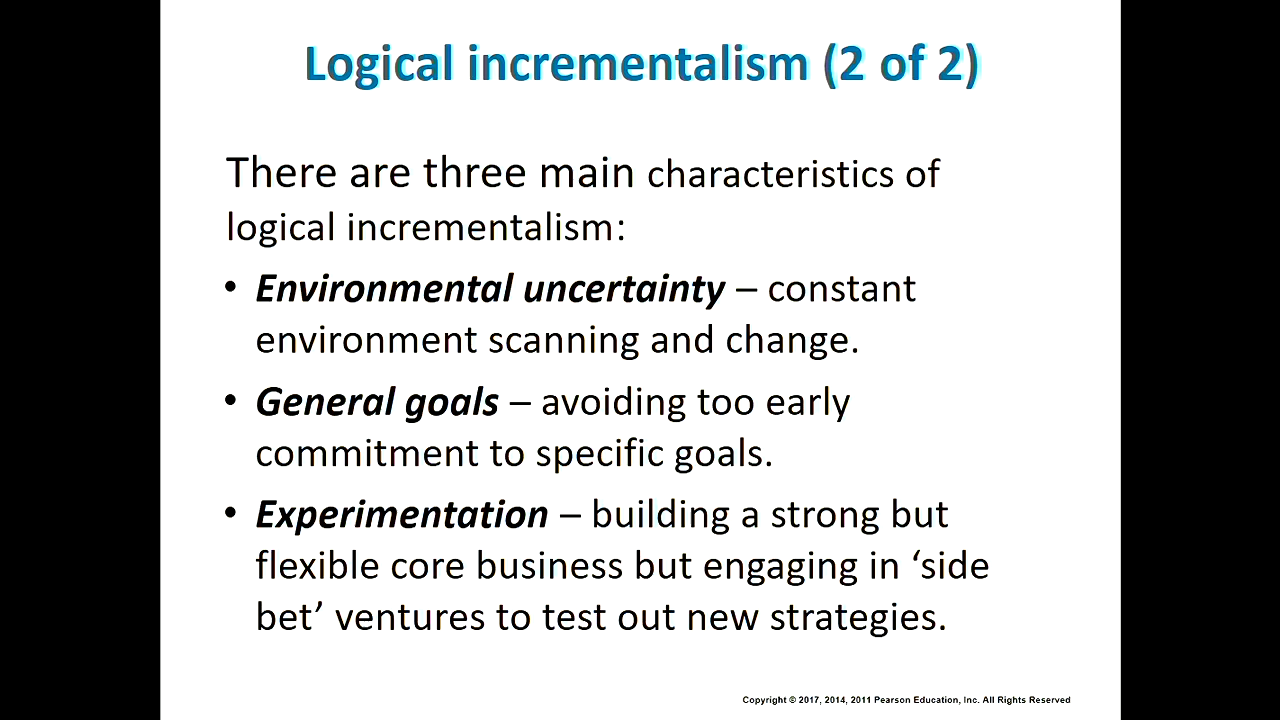 Logical incrementalism (2 of 2)
There are three main characteristics of
logical incrementalism:
• Environmental uncertainty – constant
environment scanning and change.
• General goals – avoiding too early
commitment to specific goals.
• Experimentation – building a strong but
flexible core business but engaging in ‘side
bet’ ventures to test out new strategies.
Copyright © 2017, 2014, 2011 Pearson Education, Inc. All Rights Reserved